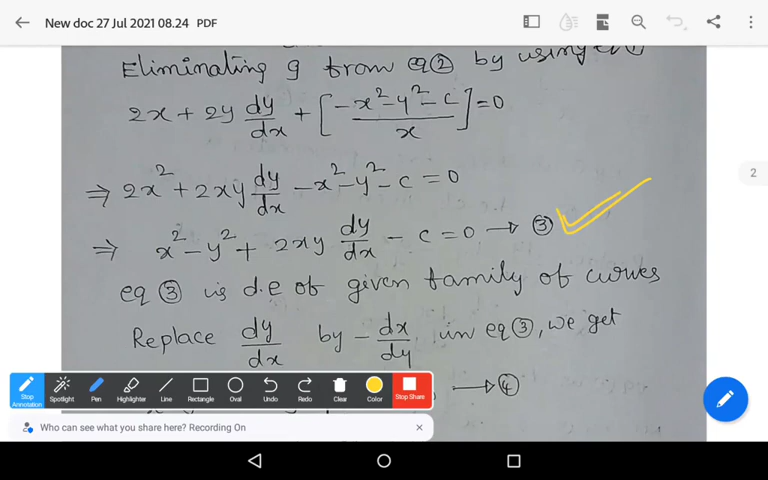 New doc 27 Jul 2021 08.24 PDF
Eliminating g from eq② by using eq①
2x + 2y dy/dx + [(-x²-y²-c)/x] = 0
⇒ 2x² + 2xy dy/dx - x² - y² - c = 0
⇒ x² - y² + 2xy dy/dx - c = 0 → ③
eq ③ is d.e of given family of curves
Replace dy/dx by - dx/dy in eq③, we get
→ ④
2
Stop Annotation Spotlight Pen Highlighter Line Rectangle Oval Undo Redo Clear Color Stop Share
Who can see what you share here? Recording On